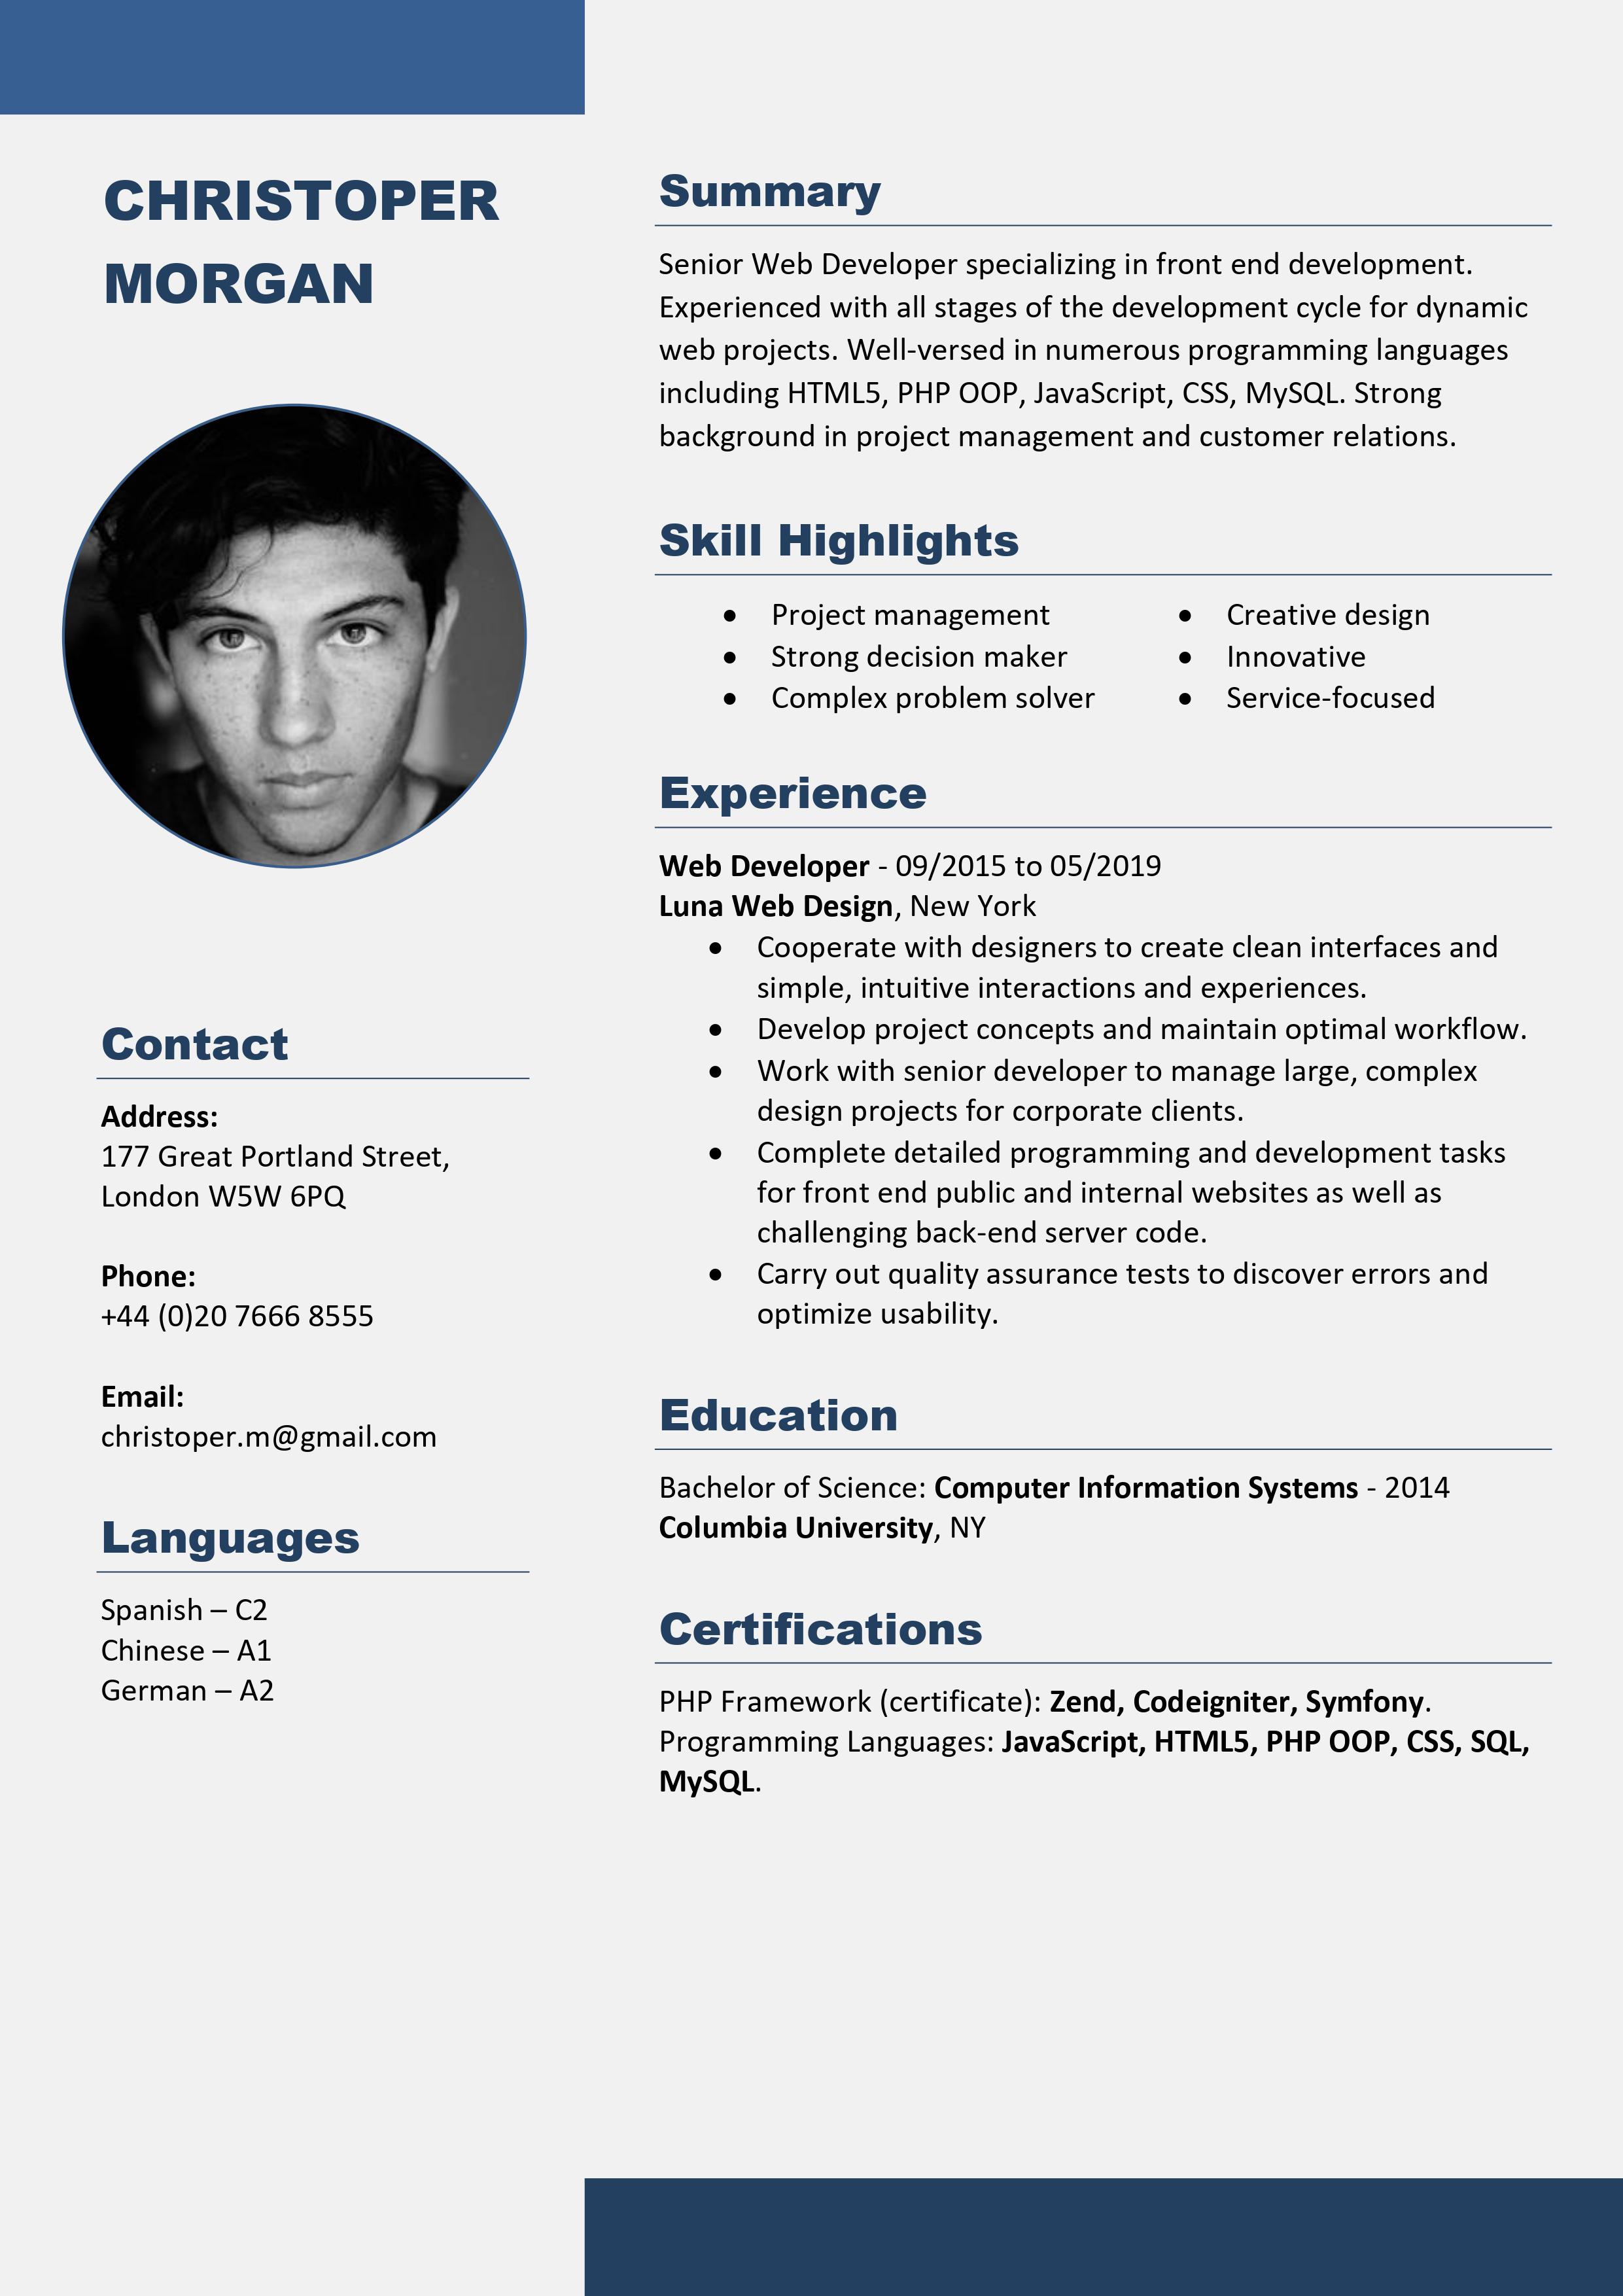 CHRISTOPER
MORGAN
Contact
Address:
177 Great Portland Street,
London W5W 6PQ
Phone:
+44 (0)20 7666 8555
Email:
christoper.m@gmail.com
Languages
Spanish – C2
Chinese – A1
German – A2
Summary
Senior Web Developer specializing in front end development.
Experienced with all stages of the development cycle for dynamic
web projects. Well-versed in numerous programming languages
including HTML5, PHP OOP, JavaScript, CSS, MySQL. Strong
background in project management and customer relations.
Skill Highlights
• Project management
• Strong decision maker
• Complex problem solver
• Creative design
• Innovative
• Service-focused
Experience
Web Developer - 09/2015 to 05/2019
Luna Web Design, New York
• Cooperate with designers to create clean interfaces and
simple, intuitive interactions and experiences.
• Develop project concepts and maintain optimal workflow.
• Work with senior developer to manage large, complex
design projects for corporate clients.
• Complete detailed programming and development tasks
for front end public and internal websites as well as
challenging back-end server code.
• Carry out quality assurance tests to discover errors and
optimize usability.
Education
Bachelor of Science: Computer Information Systems - 2014
Columbia University, NY
Certifications
PHP Framework (certificate): Zend, Codeigniter, Symfony.
Programming Languages: JavaScript, HTML5, PHP OOP, CSS, SQL,
MySQL.